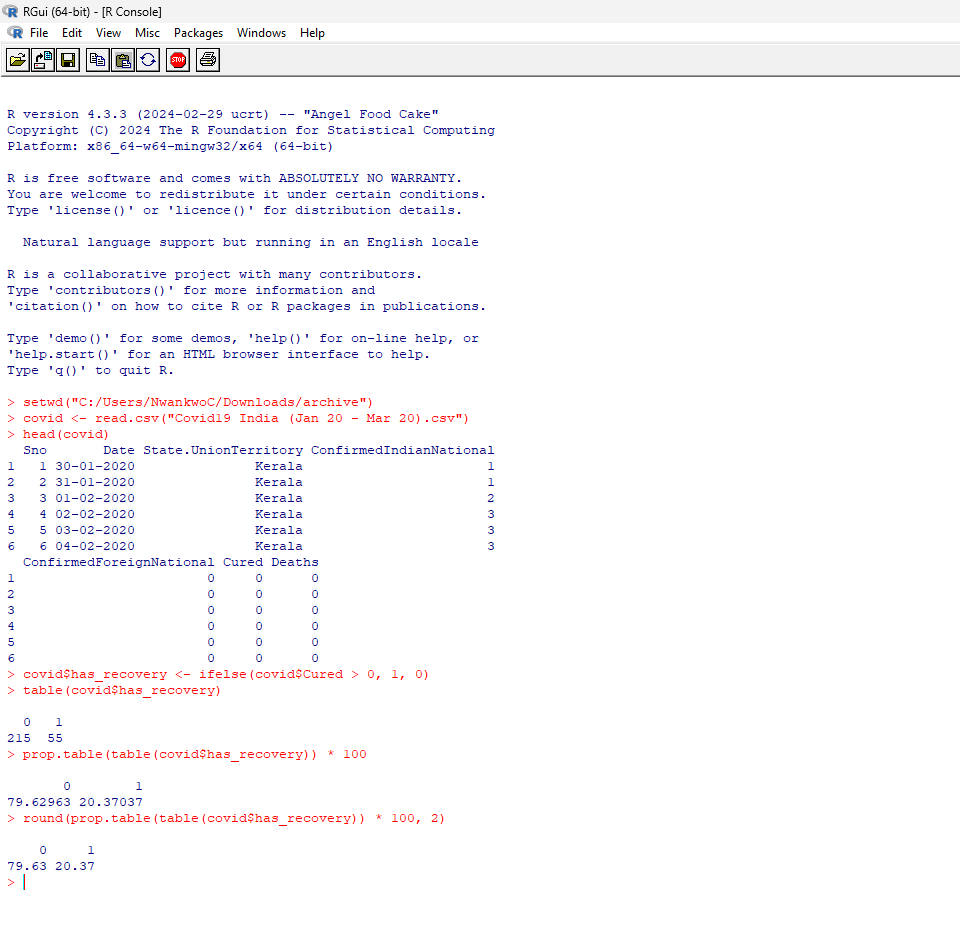 RGui (64-bit) - [R Console]
File Edit View Misc Packages Windows Help
STOP
R version 4.3.3 (2024-02-29 ucrt) -- "Angel Food Cake"
Copyright (C) 2024 The R Foundation for Statistical Computing
Platform: x86_64-w64-mingw32/x64 (64-bit)
R is free software and comes with ABSOLUTELY NO WARRANTY.
You are welcome to redistribute it under certain conditions.
Type 'license()' or 'licence()' for distribution details.
  Natural language support but running in an English locale
R is a collaborative project with many contributors.
Type 'contributors()' for more information and
'citation()' on how to cite R or R packages in publications.
Type 'demo()' for some demos, 'help()' for on-line help, or
'help.start()' for an HTML browser interface to help.
Type 'q()' to quit R.
> setwd("C:/Users/NwankwoC/Downloads/archive")
> covid <- read.csv("Covid19 India (Jan 20 - Mar 20).csv")
> head(covid)
  Sno       Date State.UnionTerritory ConfirmedIndianNational
1   1 30-01-2020               Kerala                       1
2   2 31-01-2020               Kerala                       1
3   3 01-02-2020               Kerala                       2
4   4 02-02-2020               Kerala                       3
5   5 03-02-2020               Kerala                       3
6   6 04-02-2020               Kerala                       3
  ConfirmedForeignNational Cured Deaths
1                        0     0      0
2                        0     0      0
3                        0     0      0
4                        0     0      0
5                        0     0      0
6                        0     0      0
> covid$has_recovery <- ifelse(covid$Cured > 0, 1, 0)
> table(covid$has_recovery)
  0   1
215  55
> prop.table(table(covid$has_recovery)) * 100
       0        1
79.62963 20.37037
> round(prop.table(table(covid$has_recovery)) * 100, 2)
    0     1
79.63 20.37
>